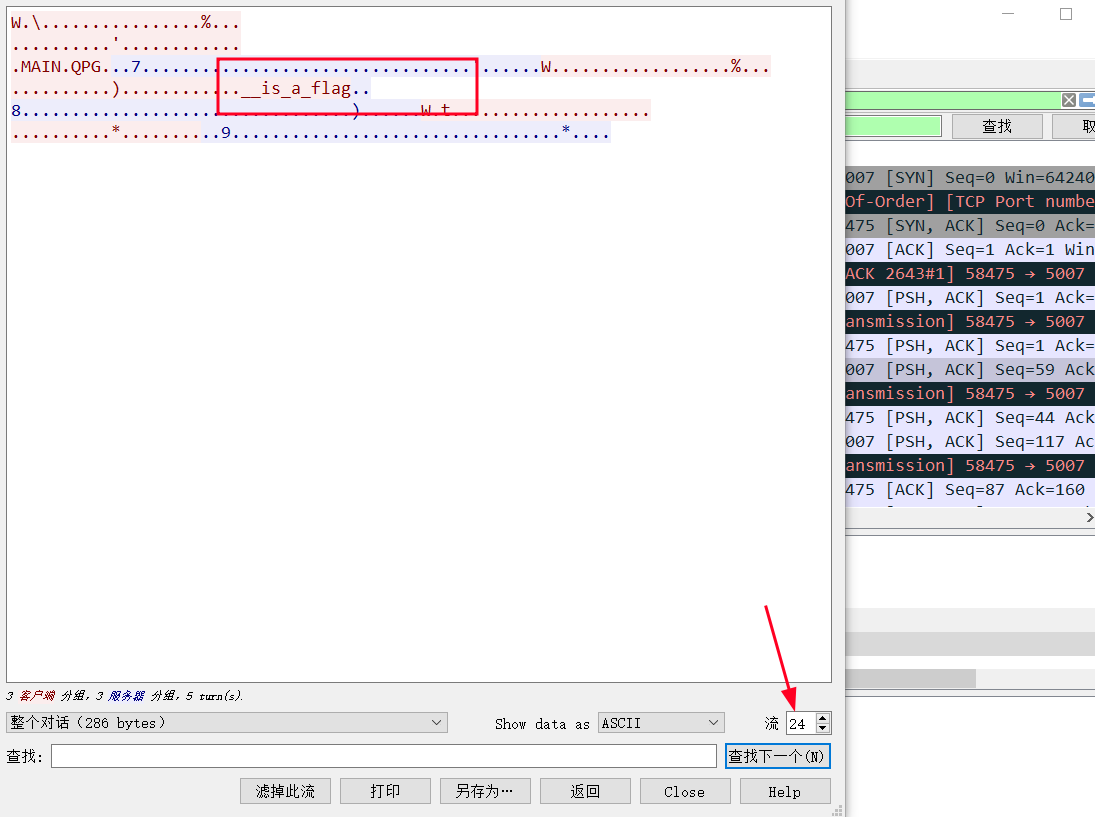 W.\................%...
..........'............
.MAIN.QPG...7.................................  ......W..................%...
..........)............__is_a_flag..
8.................................)......W.t....................
..........*..........9.................................*....
3 客户端 分组, 3 服务器 分组, 5 turn(s).
整个对话（286 bytes）
Show data as ASCII
流 24
查找:
查找下一个(N)
滤掉此流 打印 另存为… 返回 Close Help
查找 取
007 [SYN] Seq=0 Win=64240
Of-Order] [TCP Port numbe
475 [SYN, ACK] Seq=0 Ack=
007 [ACK] Seq=1 Ack=1 Win
ACK 2643#1] 58475 → 5007
007 [PSH, ACK] Seq=1 Ack=
ansmission] 58475 → 5007
475 [PSH, ACK] Seq=1 Ack=
007 [PSH, ACK] Seq=59 Ack
ansmission] 58475 → 5007
475 [PSH, ACK] Seq=44 Ack
007 [PSH, ACK] Seq=117 Ac
ansmission] 58475 → 5007
475 [ACK] Seq=87 Ack=160